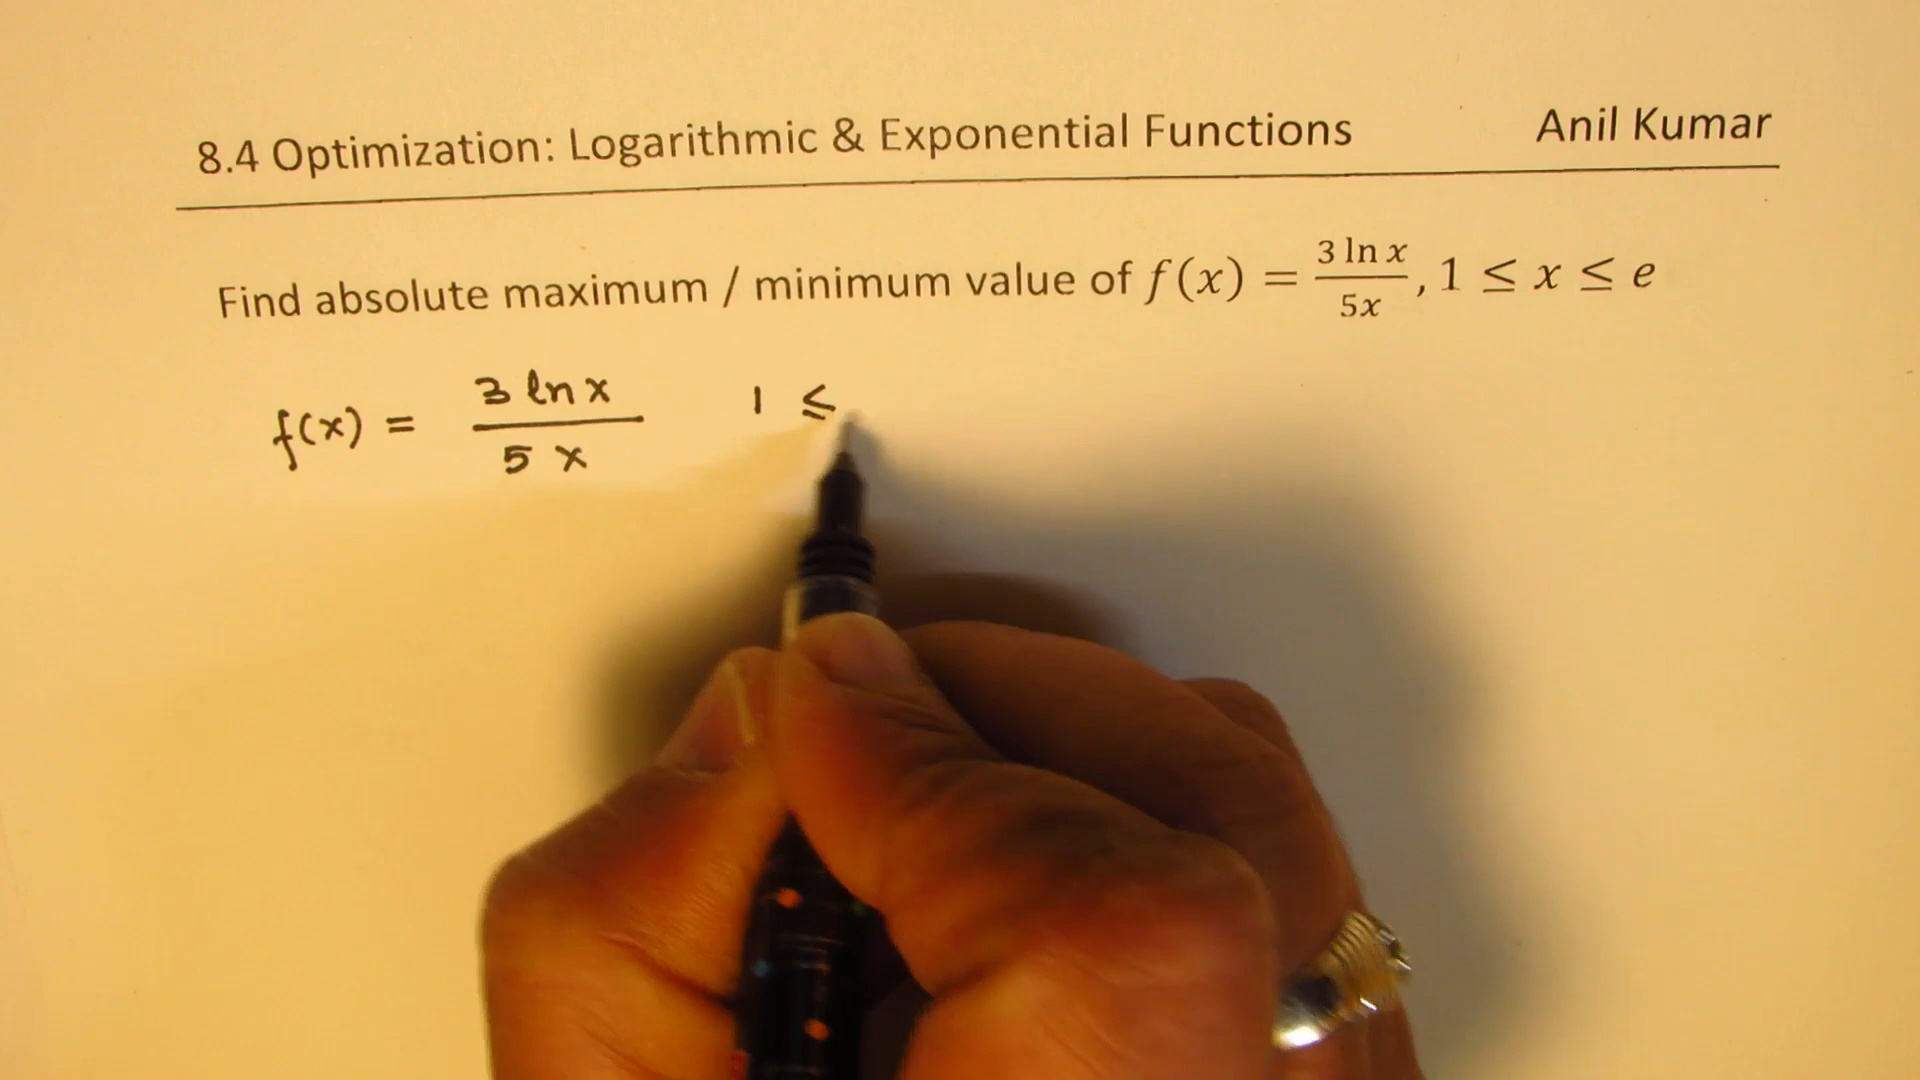 8.4 Optimization: Logarithmic & Exponential Functions Anil Kumar
Find absolute maximum / minimum value of f(x) = 3 ln x / 5x , 1 ≤ x ≤ e
f(x) = 3 ln x / 5 x 1 ≤